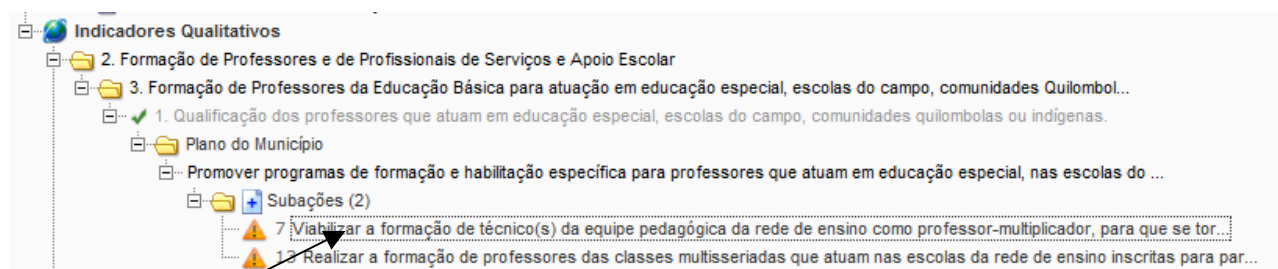 Indicadores Qualitativos
2. Formação de Professores e de Profissionais de Serviços e Apoio Escolar
3. Formação de Professores da Educação Básica para atuação em educação especial, escolas do campo, comunidades Quilombol...
1. Qualificação dos professores que atuam em educação especial, escolas do campo, comunidades quilombolas ou indígenas.
Plano do Município
Promover programas de formação e habilitação específica para professores que atuam em educação especial, nas escolas do ...
Subações (2)
7 Viabilizar a formação de técnico(s) da equipe pedagógica da rede de ensino como professor-multiplicador, para que se tor...
13 Realizar a formação de professores das classes multisseriadas que atuam nas escolas da rede de ensino inscritas para par...